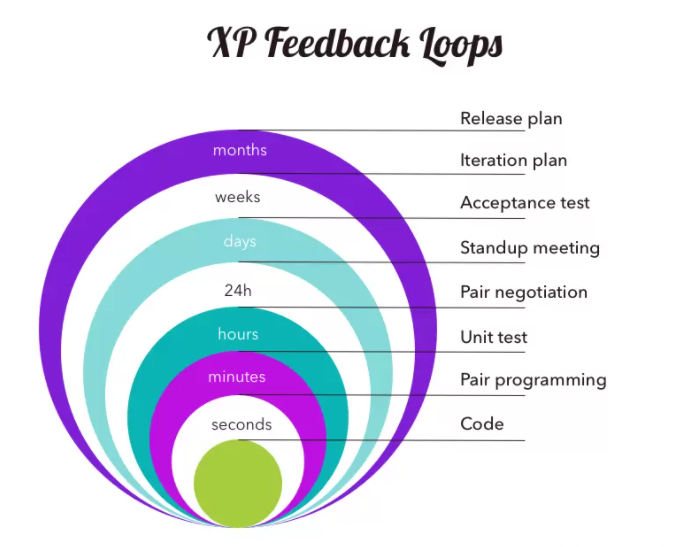 XP Feedback Loops
Release plan
months
Iteration plan
weeks
Acceptance test
days
Standup meeting
24h
Pair negotiation
hours
Unit test
minutes
Pair programming
seconds
Code